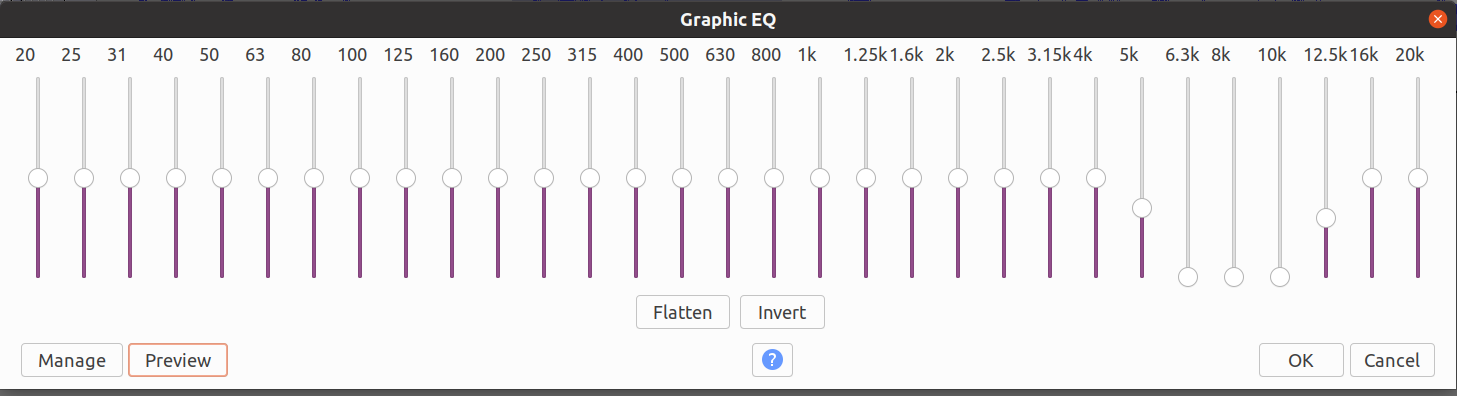 Graphic EQ
20 25 31 40 50 63 80 100 125 160 200 250 315 400 500 630 800 1k 1.25k 1.6k 2k 2.5k 3.15k 4k 5k 6.3k 8k 10k 12.5k 16k 20k
Flatten Invert
Manage Preview ? OK Cancel